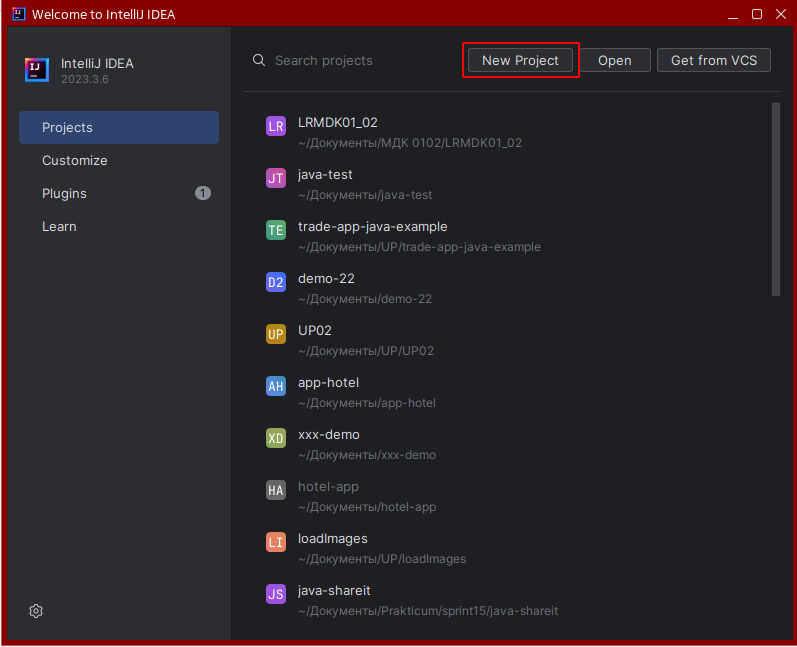 Welcome to IntelliJ IDEA
IntelliJ IDEA
2023.3.6
Projects
Customize
Plugins 1
Learn
Search projects New Project Open Get from VCS
LR LRMDK01_02
~/Документы/МДК 0102/LRMDK01_02
JT java-test
~/Документы/java-test
TE trade-app-java-example
~/Документы/UP/trade-app-java-example
D2 demo-22
~/Документы/demo-22
UP UP02
~/Документы/UP/UP02
AH app-hotel
~/Документы/app-hotel
XD xxx-demo
~/Документы/xxx-demo
HA hotel-app
~/Документы/hotel-app
LI loadImages
~/Документы/UP/loadImages
JS java-shareit
~/Документы/Prakticum/sprint15/java-shareit